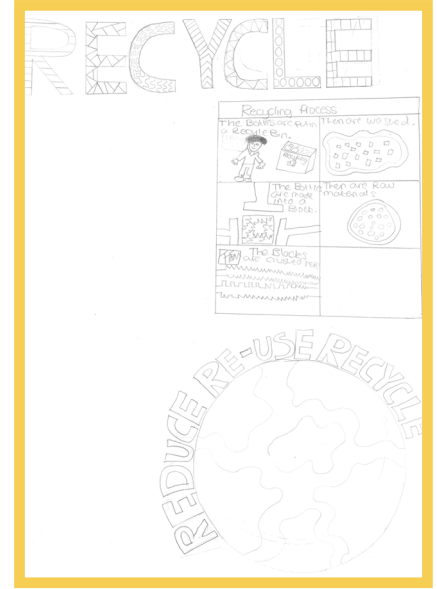 RECYCLE
Recycling Process
The Bottles are put in
a Recycle Bin.
Then are washed.
The Bottles
are made
into a
Block.
Then are Raw
materials
The Blocks
are crushed
REDUCE RE-USE RECYCLE